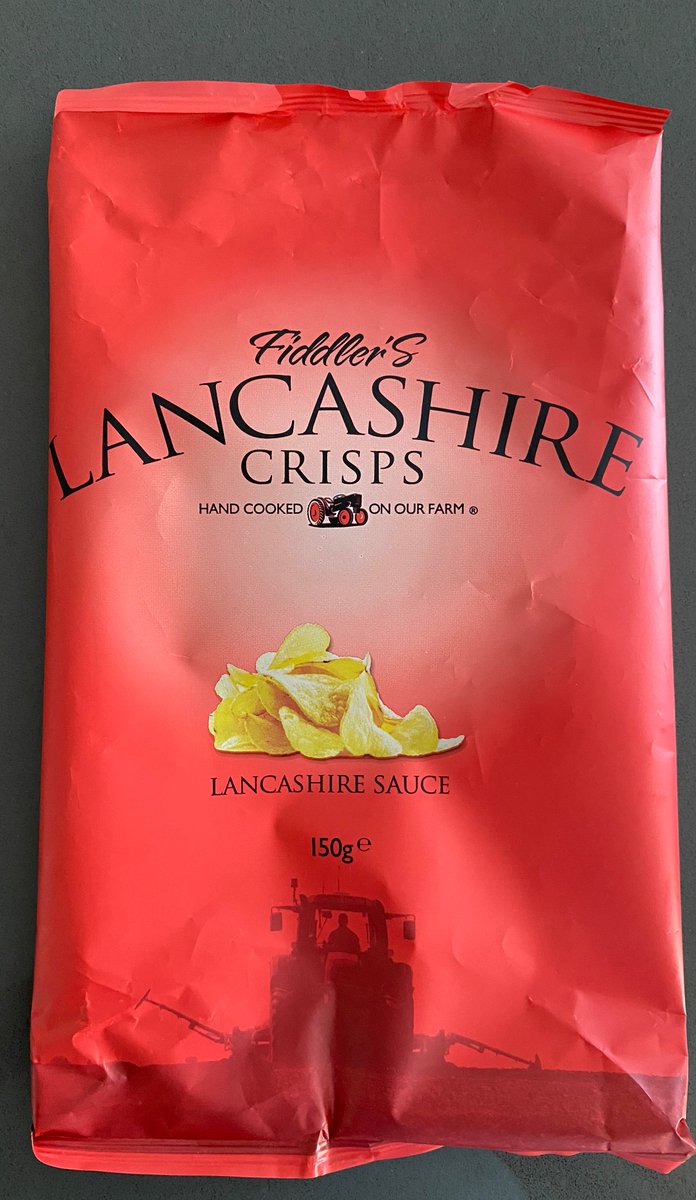 Fiddler's
LANCASHIRE
CRISPS
HAND COOKED ON OUR FARM ®
LANCASHIRE SAUCE
150g ℮